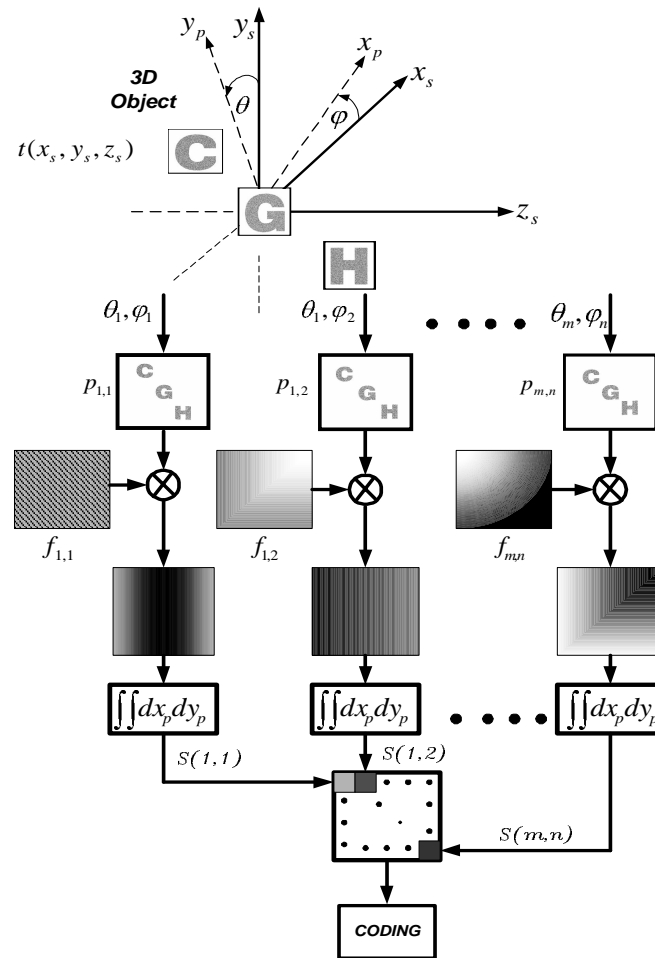 y_p
y_s
x_p
x_s
3D
Object
θ
φ
t(x_s, y_s, z_s)
C
G
z_s
H
θ_1, φ_1
θ_1, φ_2
θ_m, φ_n
p_{1,1}
C
G
H
p_{1,2}
C
G
H
p_{m,n}
C
G
H
f_{1,1}
f_{1,2}
f_{m,n}
∬dx_p dy_p
∬dx_p dy_p
∬dx_p dy_p
S(1,1)
S(1,2)
S(m,n)
CODING